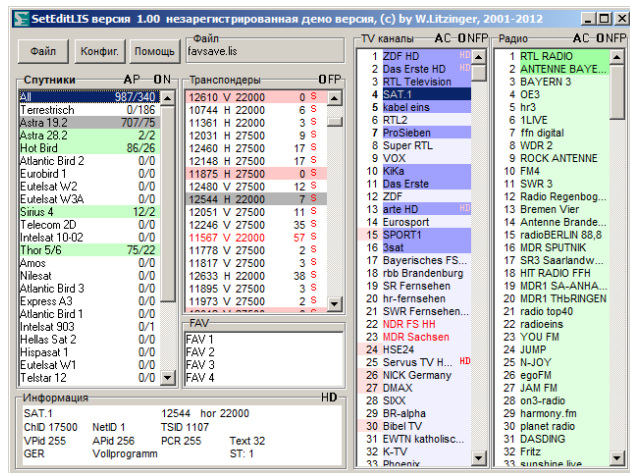 SetEditLIS версия 1.00 незарегистрированная демо версия, (c) by W.Litzinger, 2001-2012
Файл
Конфиг.
Помощь
Файл
favsave.lis
Спутники AP ON
All 987/340
Terrestrisch 0/186
Astra 19.2 707/75
Astra 28.2 2/2
Hot Bird 86/26
Atlantic Bird 2 0/0
Eurobird 1 0/0
Eutelsat W2 0/0
Eutelsat W3A 0/0
Sirius 4 12/2
Telecom 2D 0/0
Intelsat 10-02 0/0
Thor 5/6 75/22
Amos 0/0
Nilesat 0/0
Atlantic Bird 3 0/0
Express A3 0/0
Atlantic Bird 1 0/0
Intelsat 903 0/1
Hellas Sat 2 0/0
Hispasat 1 0/0
Eutelsat W1 0/0
Telstar 12 0/0
Транспондеры OFP
12610 V 22000 0 S
10744 H 22000 6 S
11361 H 22000 3 S
12031 H 27500 9 S
12460 H 27500 17 S
12148 H 27500 17 S
11875 H 27500 0 S
12480 V 27500 12 S
12544 H 22000 7 S
12051 V 27500 11 S
12246 V 27500 35 S
11567 V 22000 57 S
11778 V 27500 2 S
11817 V 27500 3 S
12633 H 22000 38 S
11895 V 27500 3 S
11973 V 27500 2 S
FAV
FAV 1
FAV 2
FAV 3
FAV 4
Информация HD
SAT.1 12544 hor 22000
ChID 17500 NetID 1 TSID 1107
VPid 255 APid 256 PCR 255 Text 32
GER Vollprogramm ST: 1
TV каналы AC ONFP
1 ZDF HD HD
2 Das Erste HD HD
3 RTL Television
4 SAT.1
5 kabel eins
6 RTL2
7 ProSieben
8 Super RTL
9 VOX
10 KiKa
11 Das Erste
12 ZDF
13 arte HD HD
14 Eurosport
15 SPORT1
16 3sat
17 Bayerisches FS...
18 rbb Brandenburg
19 SR Fernsehen
20 hr-fernsehen
21 SWR Fernsehen...
22 NDR FS HH
23 MDR Sachsen
24 HSE24
25 Servus TV H... HD
26 NICK Germany
27 DMAX
28 SIXX
29 BR-alpha
30 Bibel TV
31 EWTN katholisc...
32 K-TV
33 Phoenix
Радио AC ONFP
1 RTL RADIO
2 ANTENNE BAYE...
3 BAYERN 3
4 OE3
5 hr3
6 1LIVE
7 ffn digital
8 WDR 2
9 ROCK ANTENNE
10 FM4
11 SWR 3
12 Radio Regenbog...
13 Bremen Vier
14 Antenne Brande...
15 radioBERLIN 88,8
16 MDR SPUTNIK
17 SR3 Saarlandw...
18 HIT RADIO FFH
19 MDR1 SA-ANHA...
20 MDR1 THЬRINGEN
21 radio top40
22 radioeins
23 YOU FM
24 JUMP
25 N-JOY
26 egoFM
27 JAM FM
28 on3-radio
29 harmony.fm
30 planet radio
31 DASDING
32 Fritz
33 sunshine live